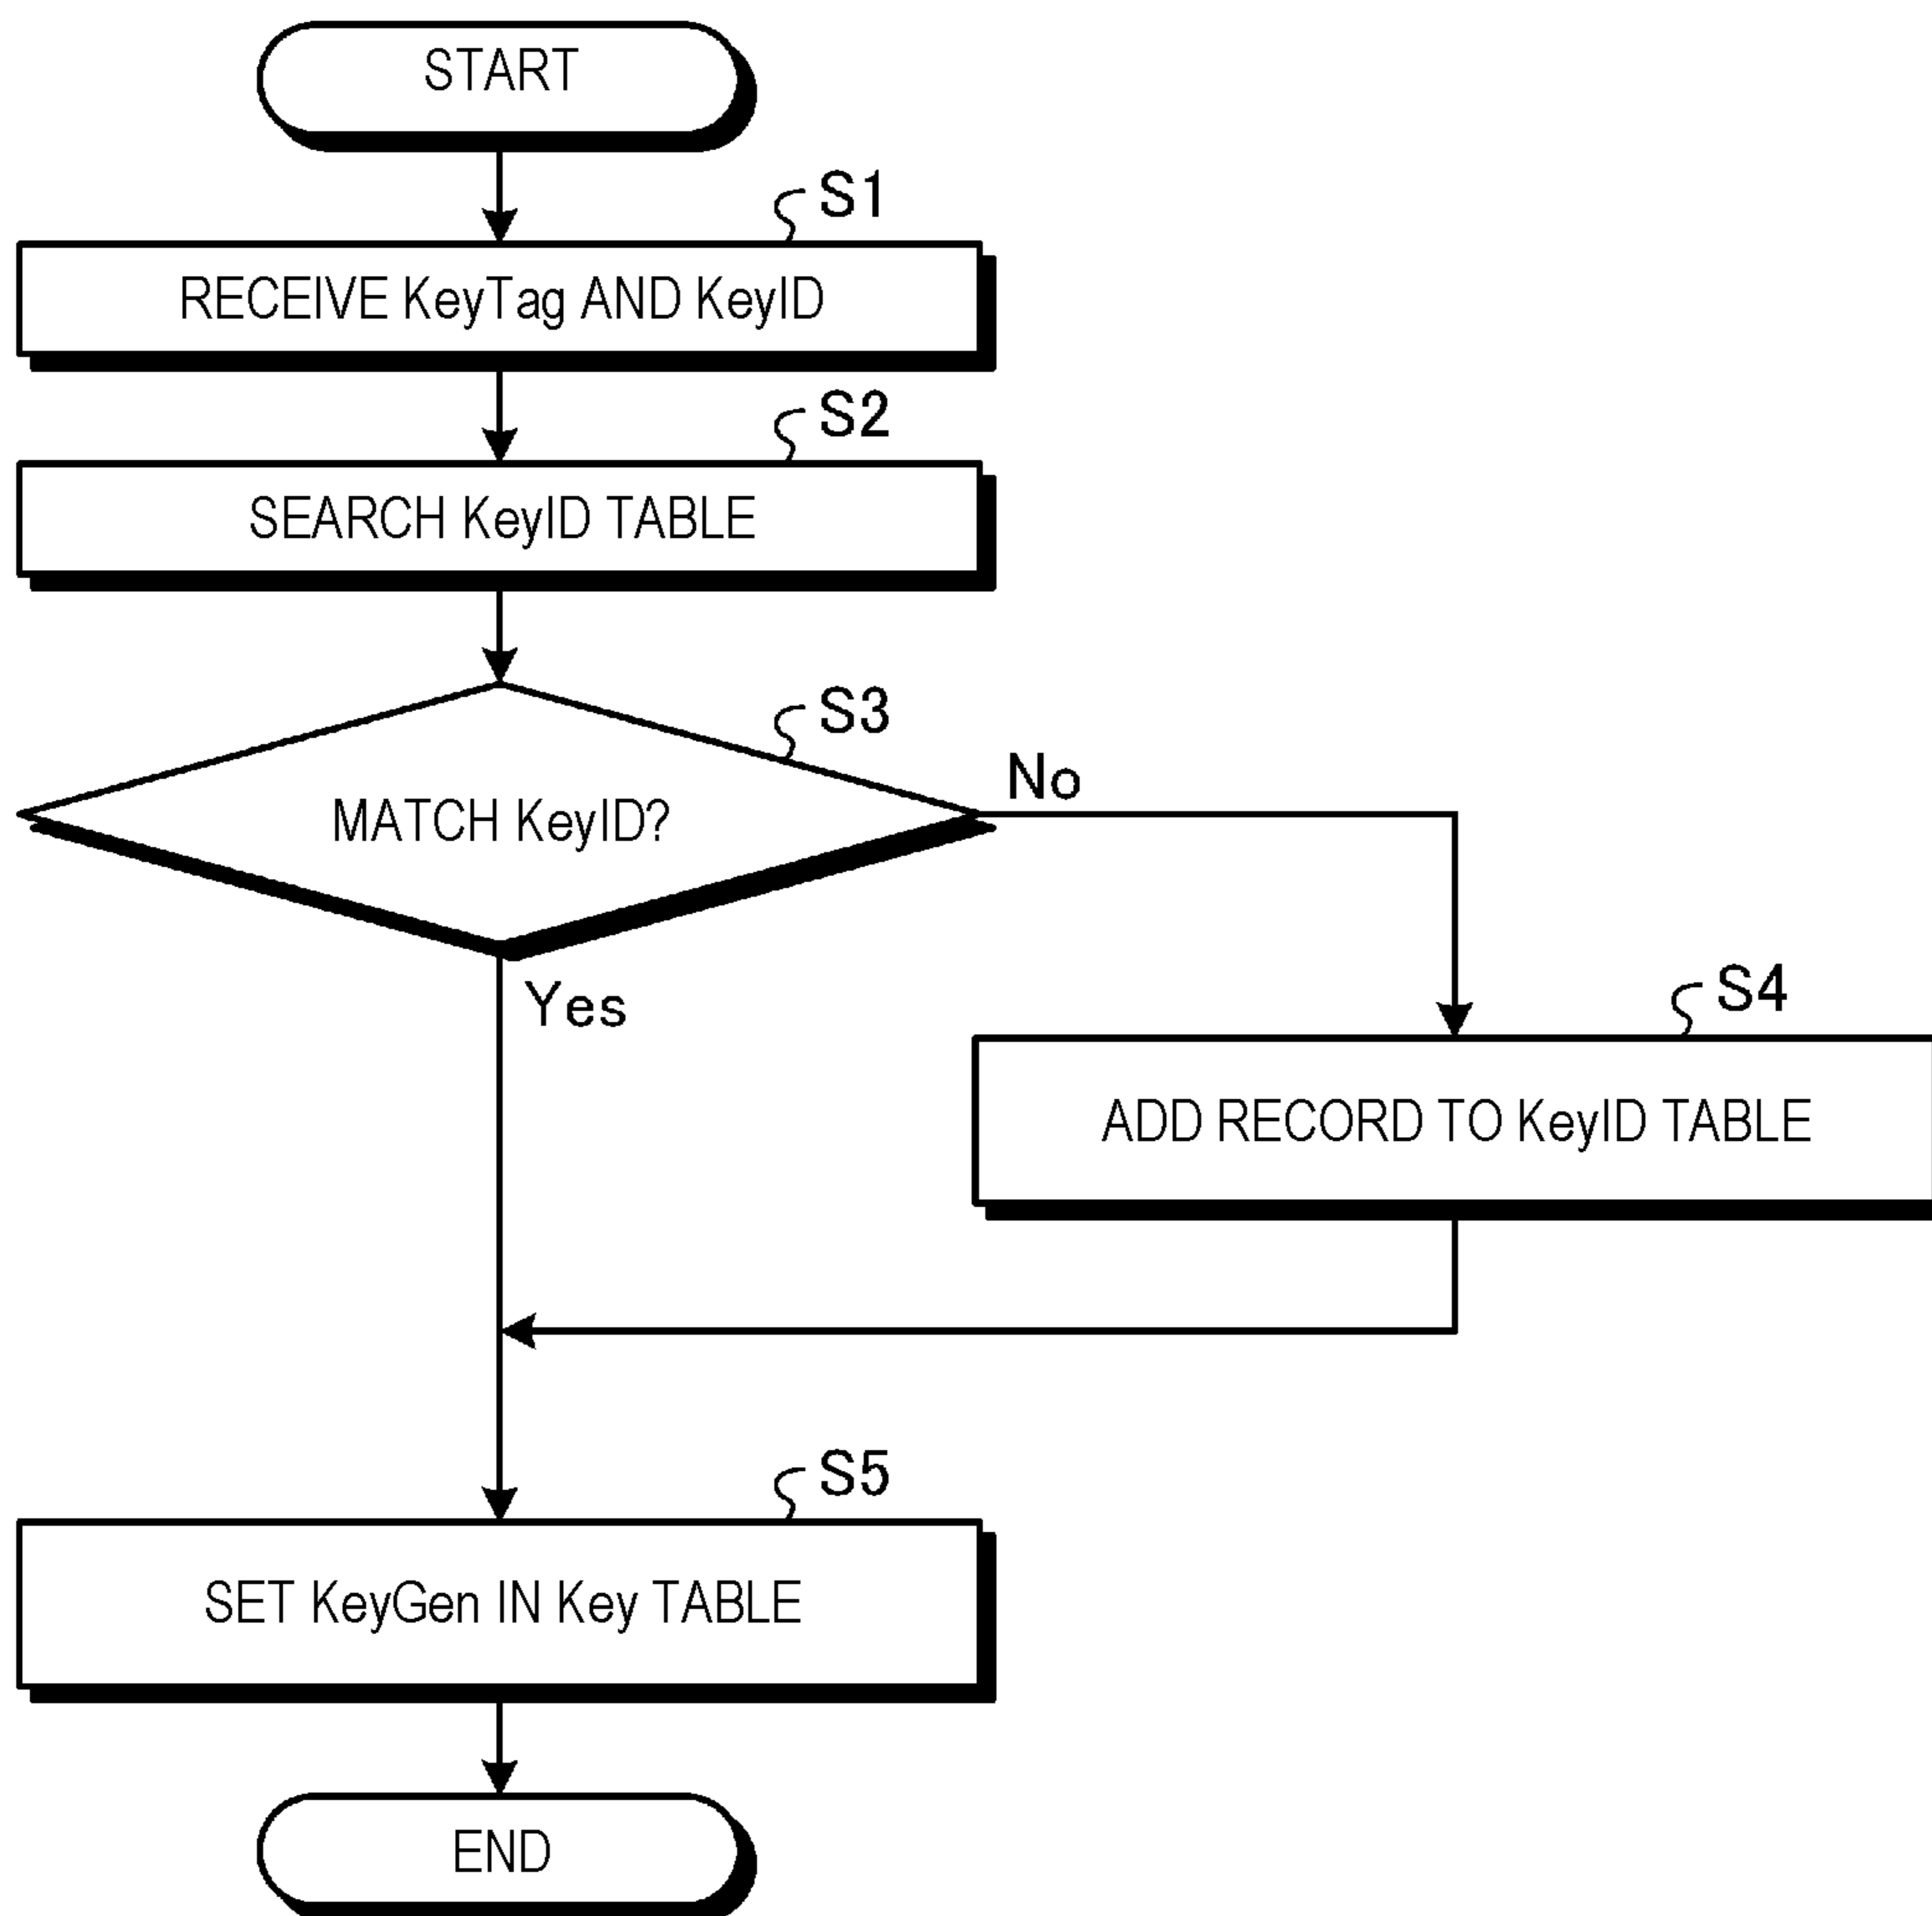 START
S1
RECEIVE KeyTag AND KeyID
S2
SEARCH KeyID TABLE
S3
MATCH KeyID?
No
Yes
S4
ADD RECORD TO KeyID TABLE
S5
SET KeyGen IN Key TABLE
END